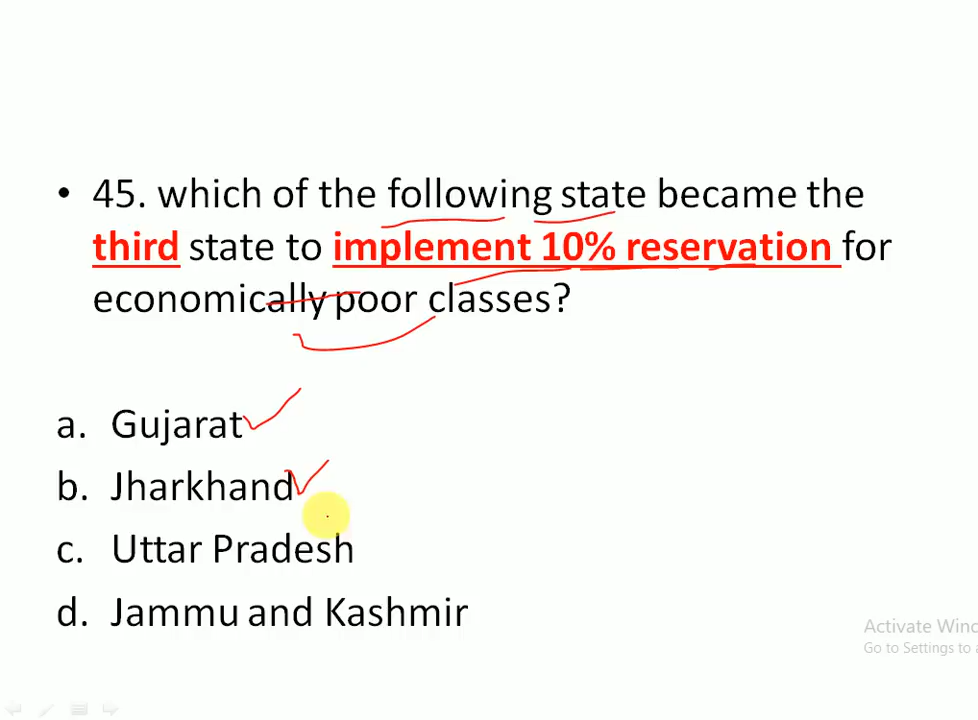 • 45. which of the following state became the
third state to implement 10% reservation for
economically poor classes?
a. Gujarat
b. Jharkhand
c. Uttar Pradesh
d. Jammu and Kashmir
Activate Winc
Go to Settings to a